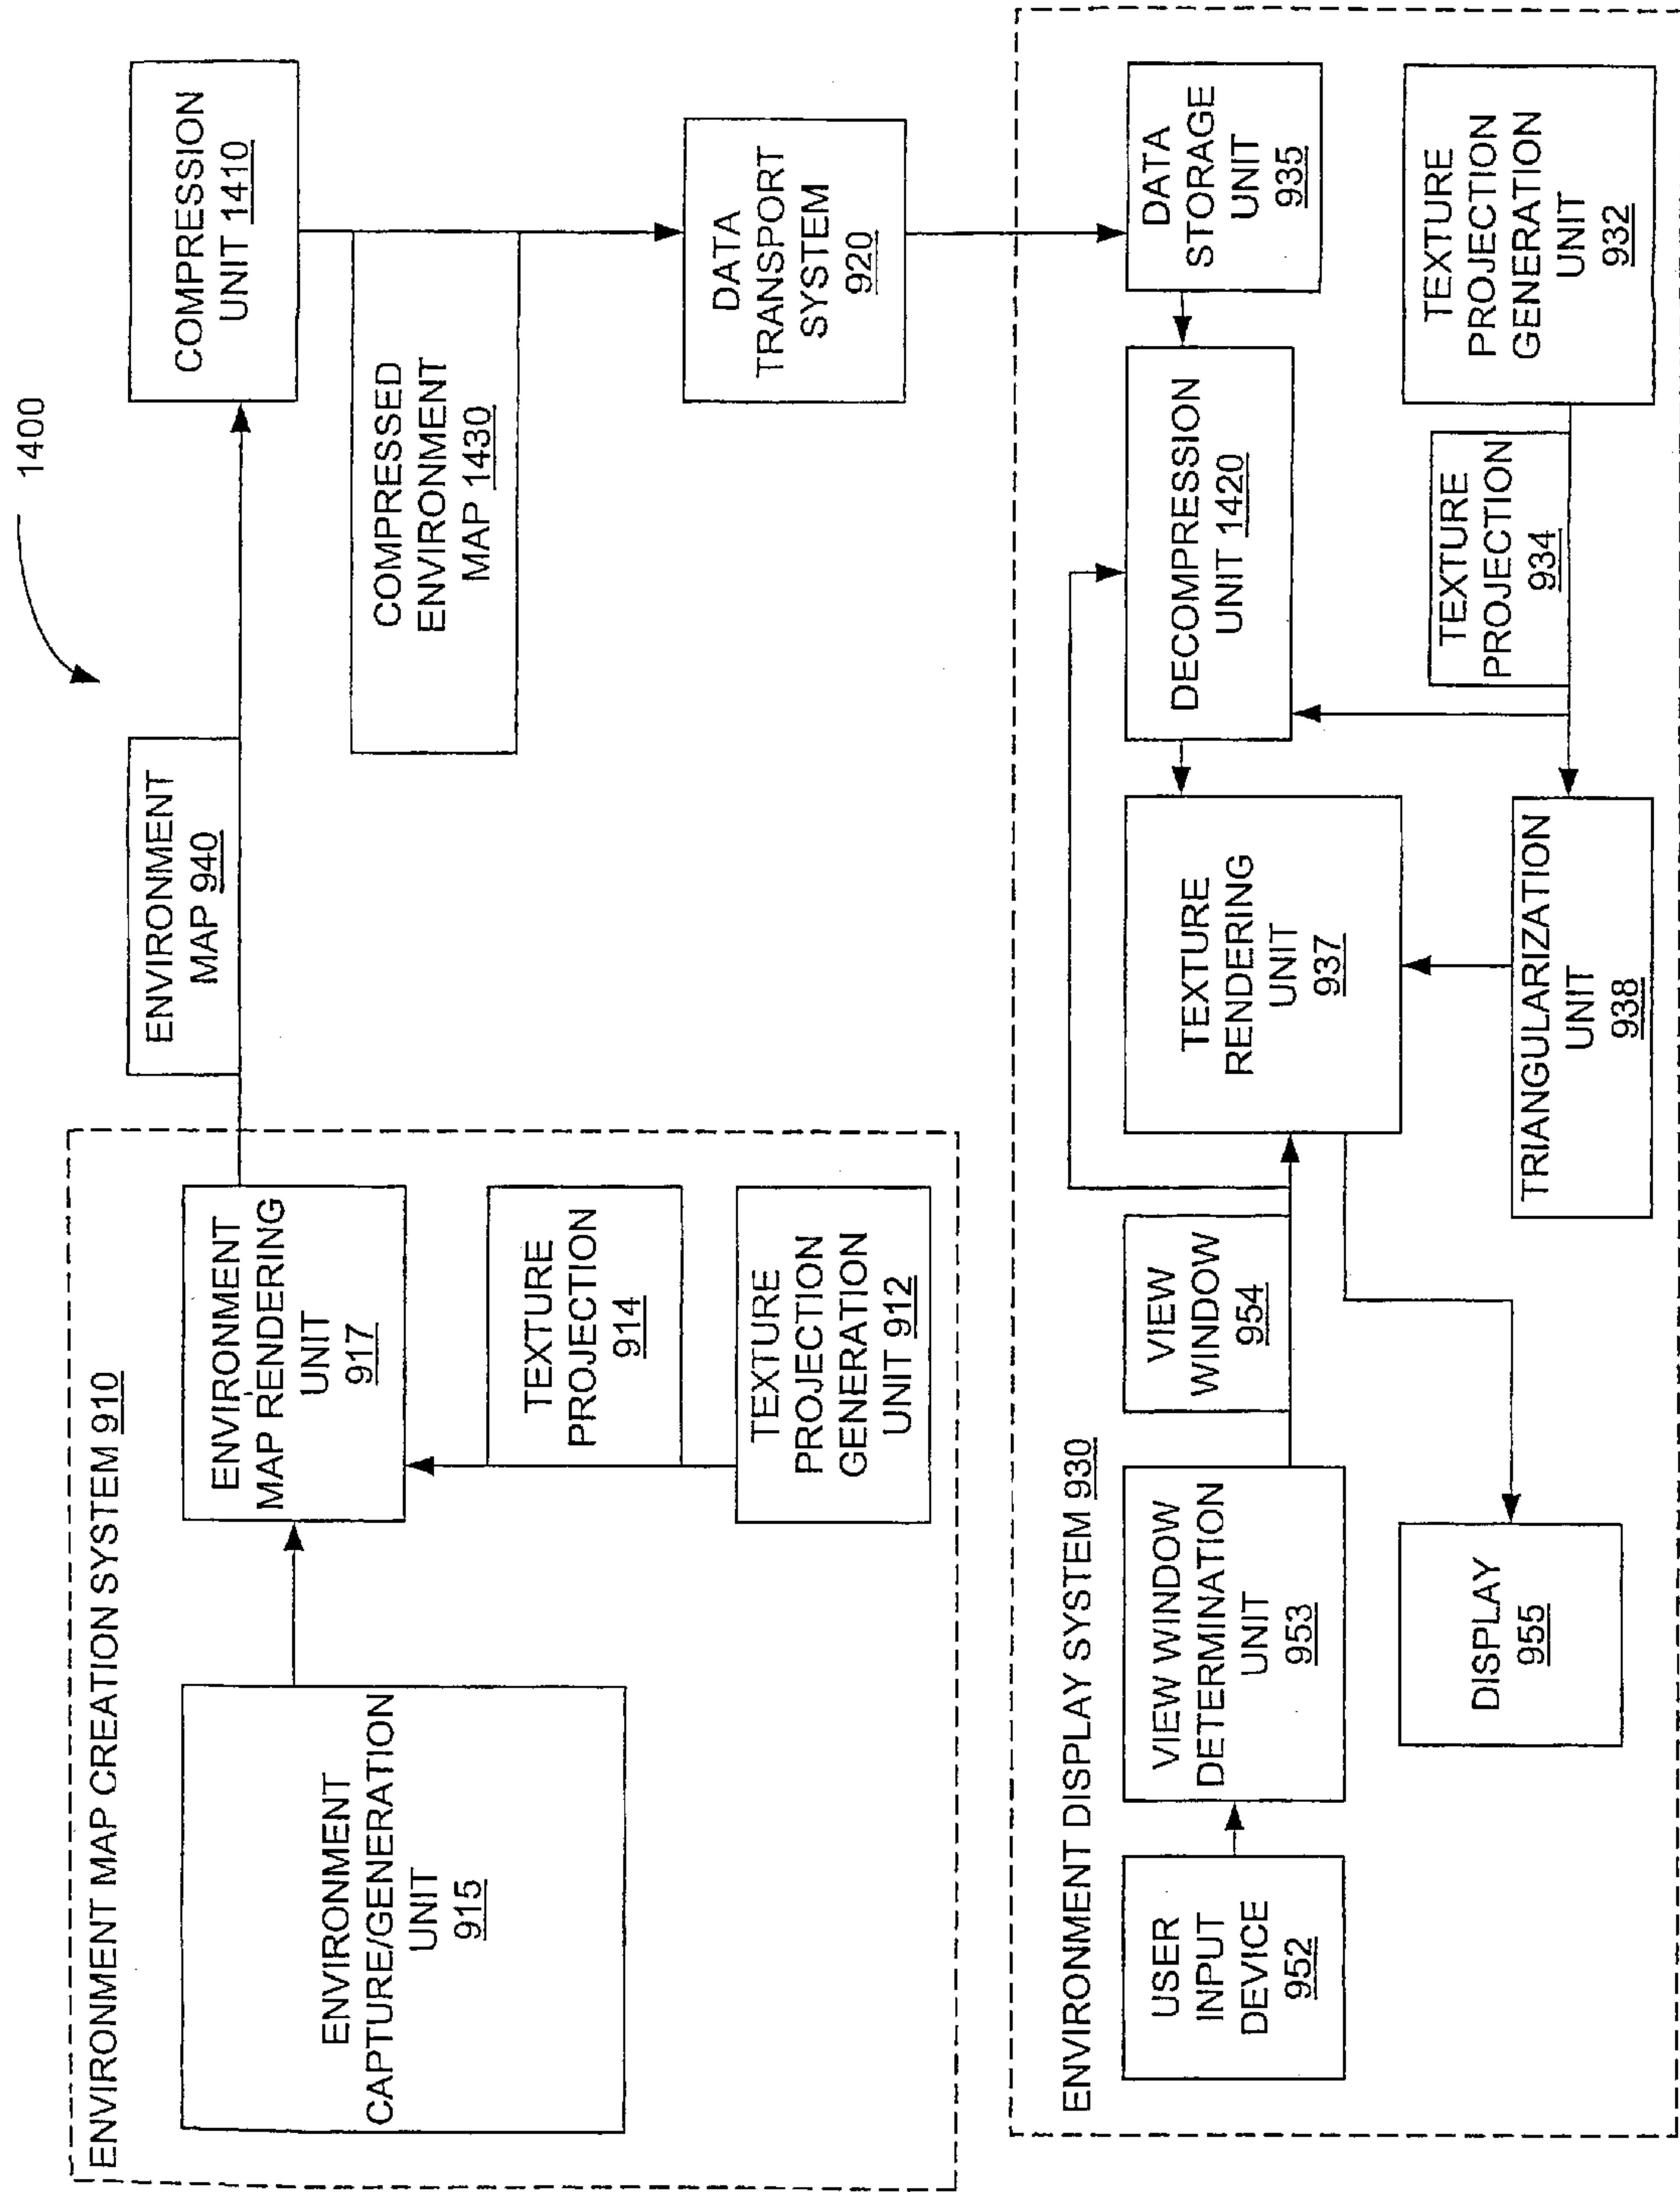 1400
ENVIRONMENT MAP CREATION SYSTEM 910
ENVIRONMENT
CAPTURE/GENERATION
UNIT
915
ENVIRONMENT
MAP RENDERING
UNIT
917
TEXTURE
PROJECTION
914
TEXTURE
PROJECTION
GENERATION
UNIT 912
ENVIRONMENT
MAP 940
COMPRESSION
UNIT 1410
COMPRESSED
ENVIRONMENT
MAP 1430
DATA
TRANSPORT
SYSTEM
920
ENVIRONMENT DISPLAY SYSTEM 930
USER
INPUT
DEVICE
952
VIEW WINDOW
DETERMINATION
UNIT
953
VIEW
WINDOW
954
DISPLAY
955
TEXTURE
RENDERING
UNIT
937
TRIANGULARIZATION
UNIT
938
DECOMPRESSION
UNIT 1420
DATA
STORAGE
UNIT
935
TEXTURE
PROJECTION
934
TEXTURE
PROJECTION
GENERATION
UNIT
932